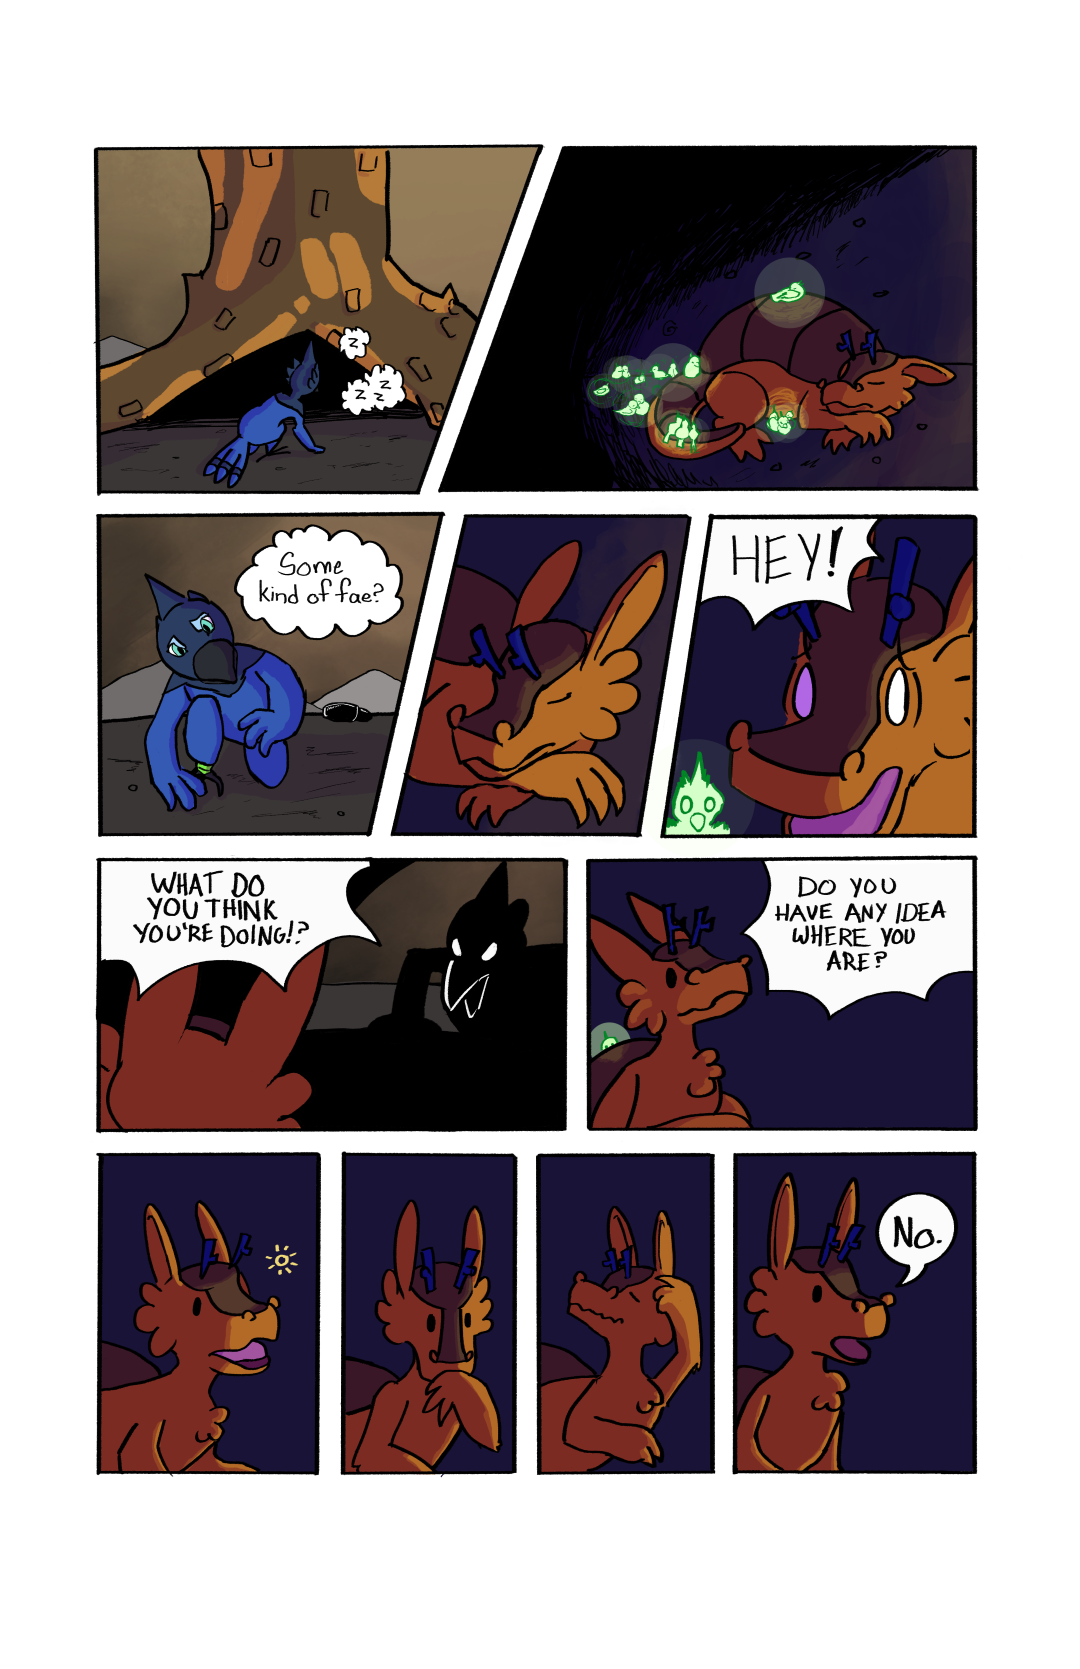 Z
Z
Z Z
Some
kind of fae?
HEY!
WHAT DO
YOU THINK
YOU'RE DOING!?
DO YOU
HAVE ANY IDEA
WHERE YOU
ARE?
No.